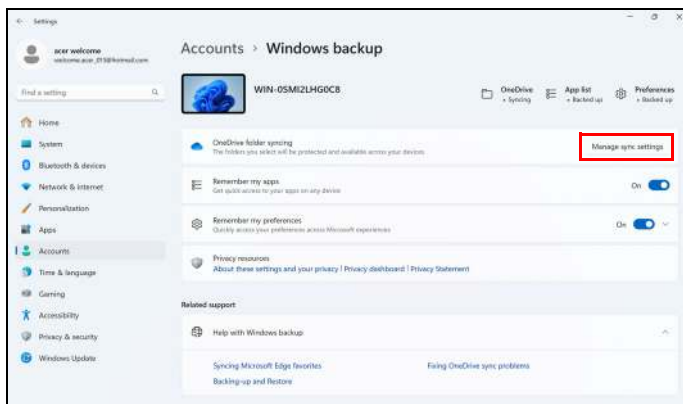 Settings
acer welcome
Accounts > Windows backup
Find a setting
WIN-0SMI2LHG0C8
OneDrive
• Syncing
App list
• Backed up
Preferences
• Backed up
Home
System
Bluetooth & devices
Network & internet
Personalization
Apps
Accounts
Time & language
Gaming
Accessibility
Privacy & security
Windows Update
OneDrive folder syncing
The folders you select will be protected and available across your devices
Manage sync settings
Remember my apps
Get quick access to your apps on any device
On
Remember my preferences
Quickly access your preferences across Microsoft experiences
On
Privacy resources
About these settings and your privacy | Privacy dashboard | Privacy Statement
Related support
Help with Windows backup
Syncing Microsoft Edge favorites
Fixing OneDrive sync problems
Backing-up and Restore